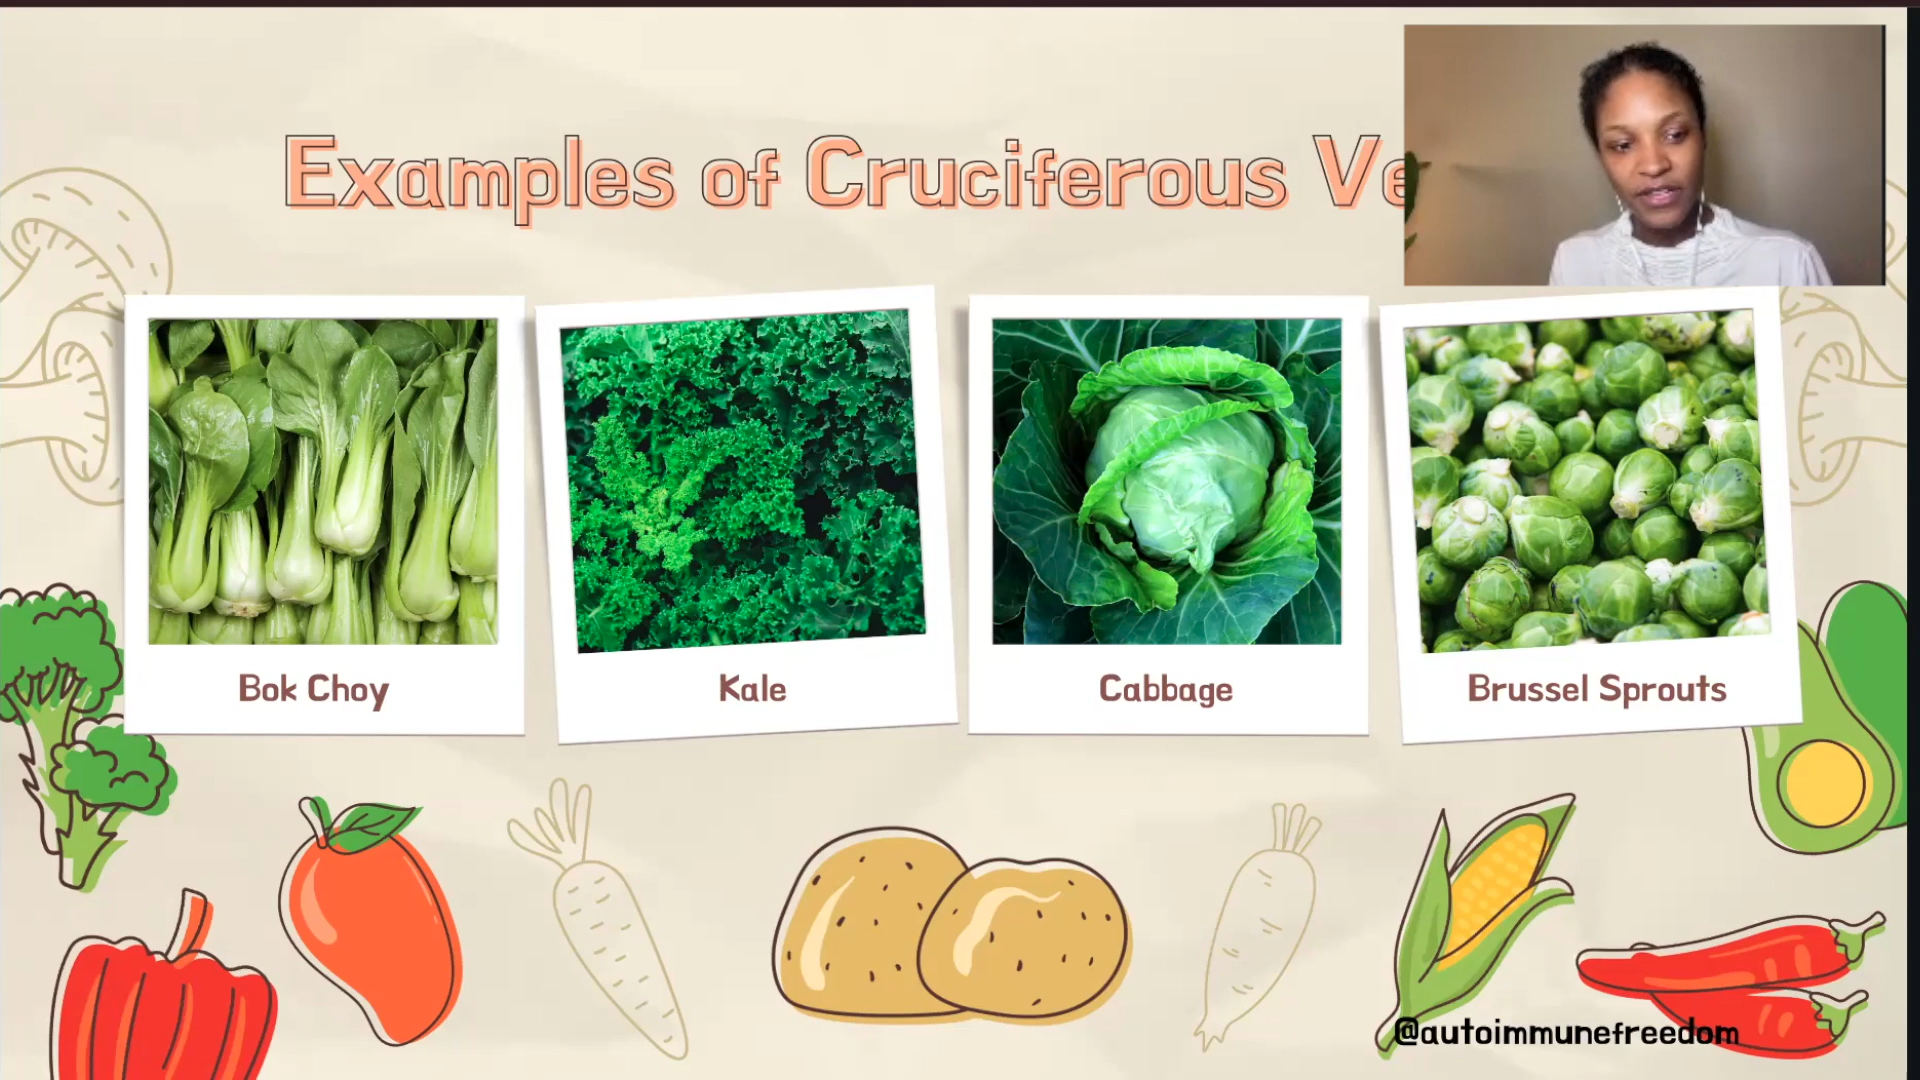 Examples of Cruciferous Ve
Bok Choy
Kale
Cabbage
Brussel Sprouts
@autoimmunefreedom